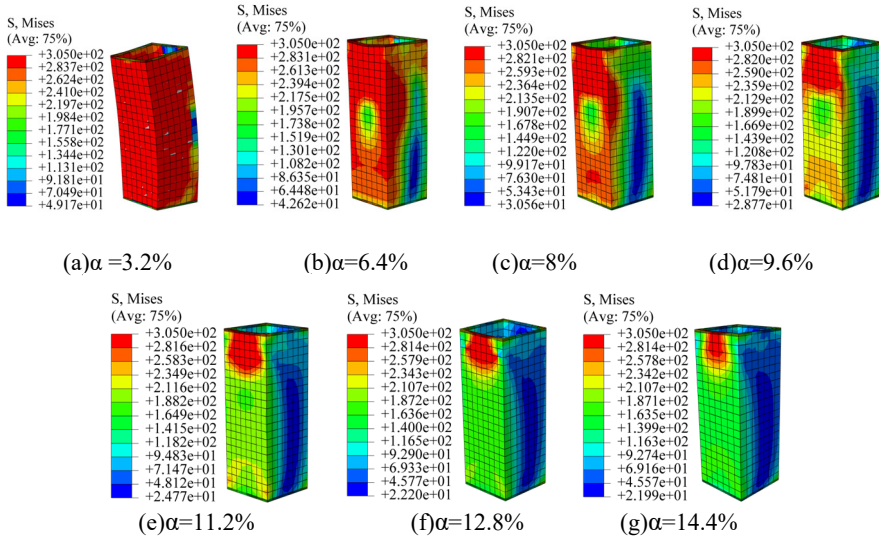 S, Mises
(Avg: 75%)
+3.050e+02
+2.837e+02
+2.624e+02
+2.410e+02
+2.197e+02
+1.984e+02
+1.771e+02
+1.558e+02
+1.344e+02
+1.131e+02
+9.181e+01
+7.049e+01
+4.917e+01
(a)α =3.2%
S, Mises
(Avg: 75%)
+3.050e+02
+2.831e+02
+2.613e+02
+2.394e+02
+2.175e+02
+1.957e+02
+1.738e+02
+1.519e+02
+1.301e+02
+1.082e+02
+8.635e+01
+6.448e+01
+4.262e+01
(b)α=6.4%
S, Mises
(Avg: 75%)
+3.050e+02
+2.821e+02
+2.593e+02
+2.364e+02
+2.135e+02
+1.907e+02
+1.678e+02
+1.449e+02
+1.220e+02
+9.917e+01
+7.630e+01
+5.343e+01
+3.056e+01
(c)α=8%
S, Mises
(Avg: 75%)
+3.050e+02
+2.820e+02
+2.590e+02
+2.359e+02
+2.129e+02
+1.899e+02
+1.669e+02
+1.439e+02
+1.208e+02
+9.783e+01
+7.481e+01
+5.179e+01
+2.877e+01
(d)α=9.6%
S, Mises
(Avg: 75%)
+3.050e+02
+2.816e+02
+2.583e+02
+2.349e+02
+2.116e+02
+1.882e+02
+1.649e+02
+1.415e+02
+1.182e+02
+9.483e+01
+7.147e+01
+4.812e+01
+2.477e+01
(e)α=11.2%
S, Mises
(Avg: 75%)
+3.050e+02
+2.814e+02
+2.579e+02
+2.343e+02
+2.107e+02
+1.872e+02
+1.636e+02
+1.400e+02
+1.165e+02
+9.290e+01
+6.933e+01
+4.577e+01
+2.220e+01
(f)α=12.8%
S, Mises
(Avg: 75%)
+3.050e+02
+2.814e+02
+2.578e+02
+2.342e+02
+2.107e+02
+1.871e+02
+1.635e+02
+1.399e+02
+1.163e+02
+9.274e+01
+6.916e+01
+4.557e+01
+2.199e+01
(g)α=14.4%